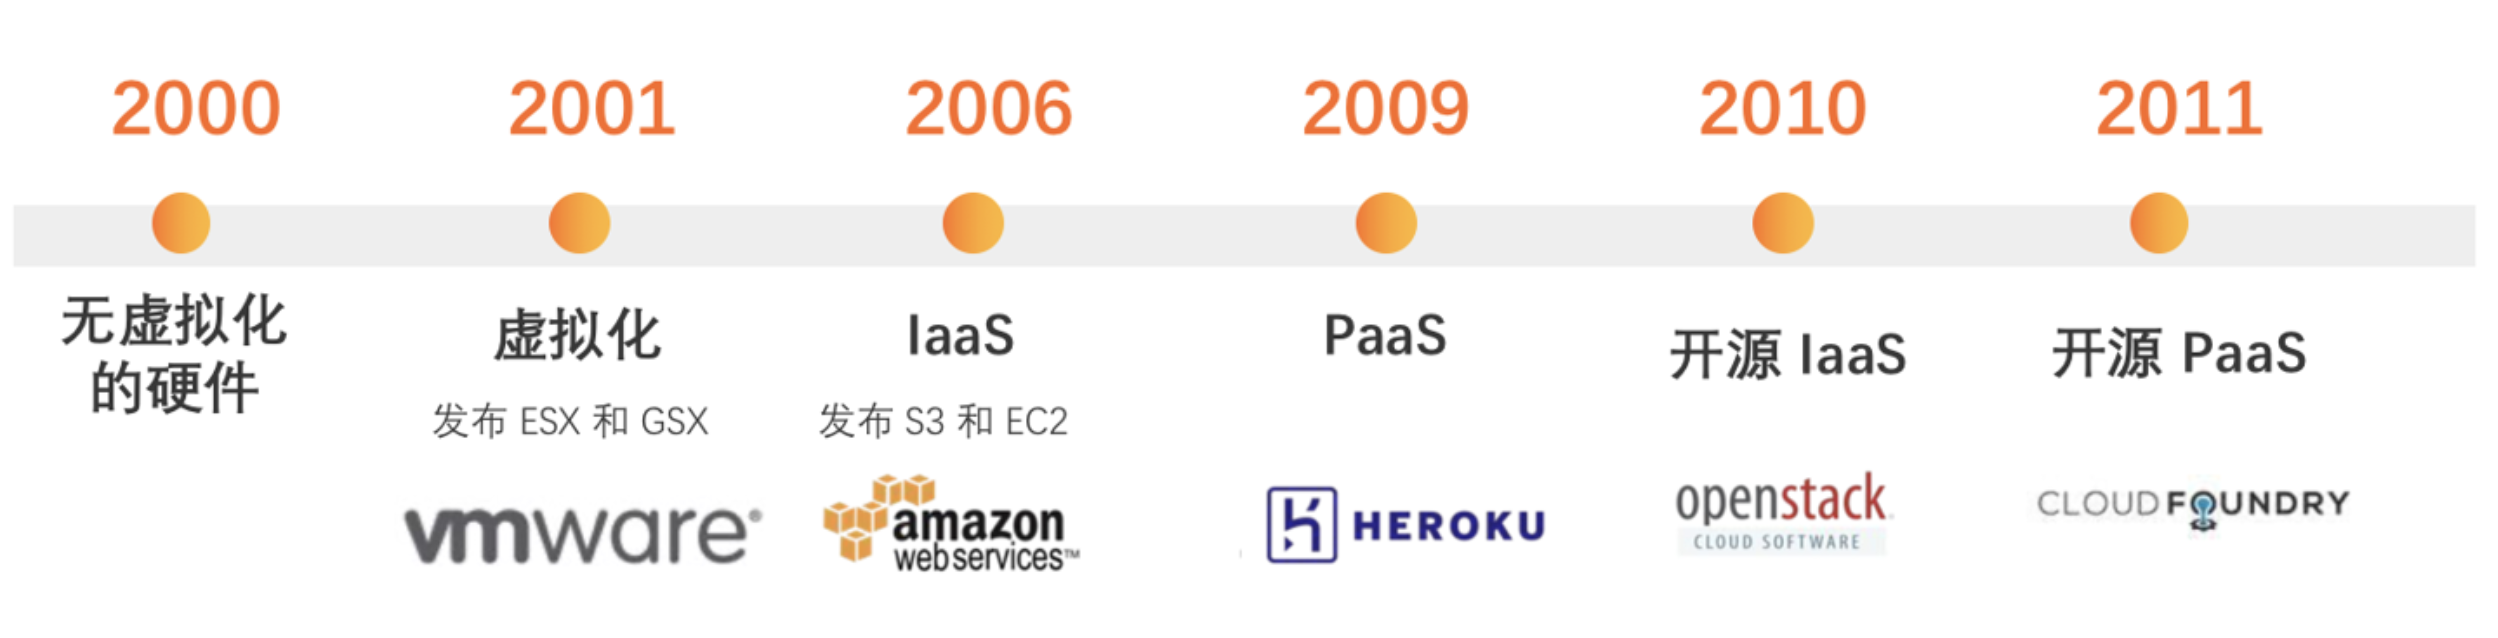 2000
2001
2006
2009
2010
2011
无虚拟化
的硬件
虚拟化
发布 ESX 和 GSX
vmware
IaaS
发布 S3 和 EC2
amazon
webservices™
PaaS
HEROKU
开源 IaaS
openstack
CLOUD SOFTWARE
开源 PaaS
CLOUD FOUNDRY